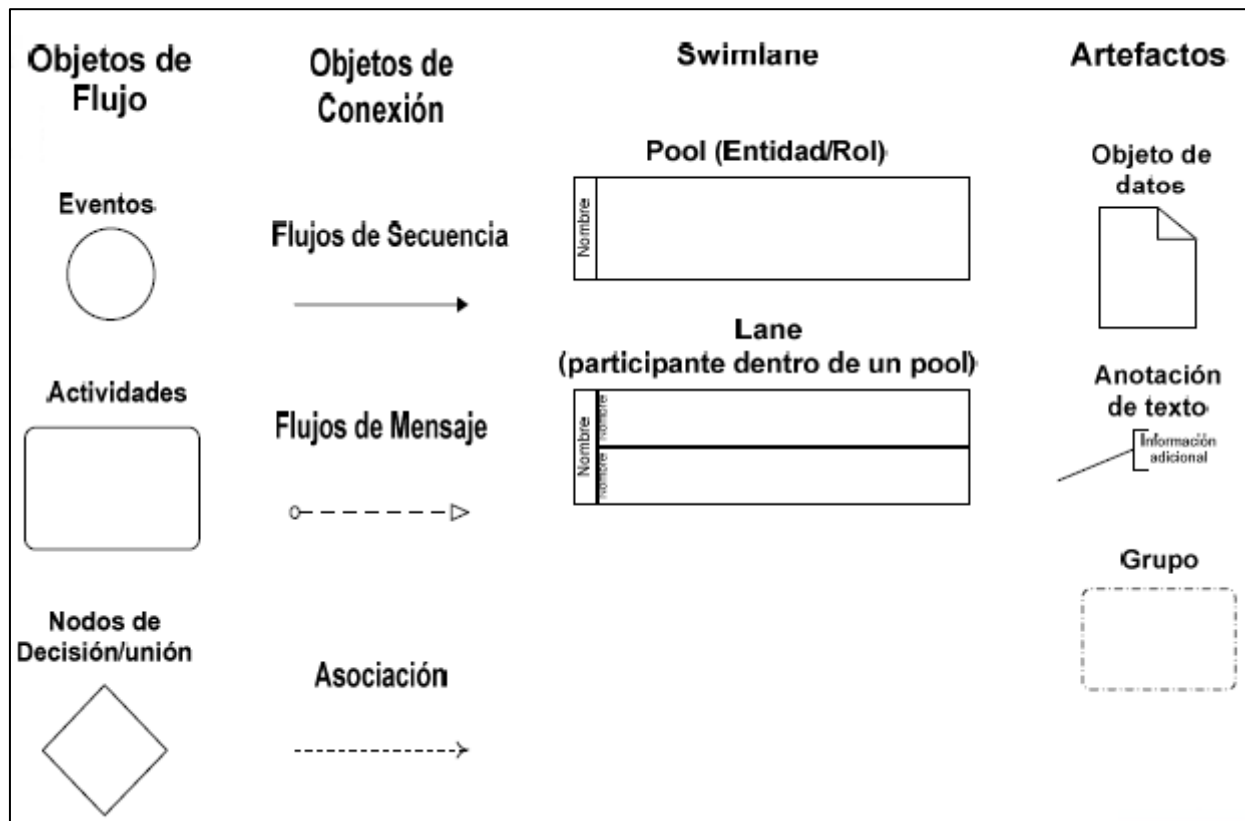 Objetos de
Flujo
Eventos
Actividades
Nodos de
Decisión/unión
Objetos de
Conexión
Flujos de Secuencia
Flujos de Mensaje
Asociación
Swimlane
Pool (Entidad/Rol)
Nombre
Lane
(participante dentro de un pool)
Nombre
Nombre
Nombre
Artefactos
Objeto de
datos
Anotación
de texto
Información
adicional
Grupo